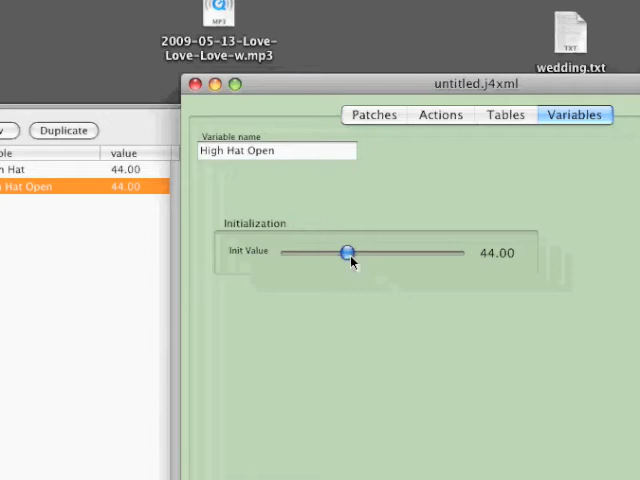 MP3
2009-05-13-Love-
Love-Love-w.mp3
TXT
wedding.txt
untitled.j4xml
Patches
Actions
Tables
Variables
Duplicate
Variable name
High Hat Open
value
Hat
44.00
Hat Open
44.00
Initialization
Init Value
44.00